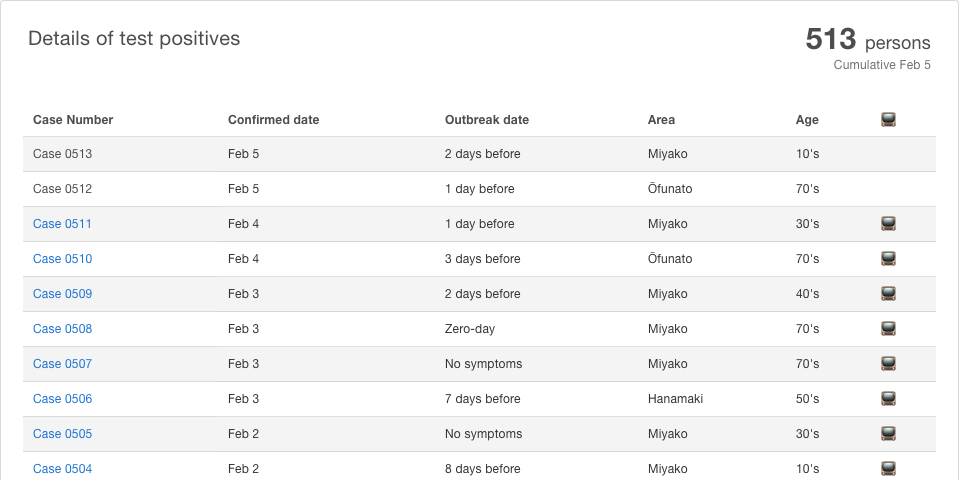 Details of test positives
513 persons
Cumulative Feb 5
Case Number Confirmed date Outbreak date Area Age
Case 0513 Feb 5 2 days before Miyako 10's
Case 0512 Feb 5 1 day before Ōfunato 70's
Case 0511 Feb 4 1 day before Miyako 30's
Case 0510 Feb 4 3 days before Ōfunato 70's
Case 0509 Feb 3 2 days before Miyako 40's
Case 0508 Feb 3 Zero-day Miyako 70's
Case 0507 Feb 3 No symptoms Miyako 70's
Case 0506 Feb 3 7 days before Hanamaki 50's
Case 0505 Feb 2 No symptoms Miyako 30's
Case 0504 Feb 2 8 days before Miyako 10's